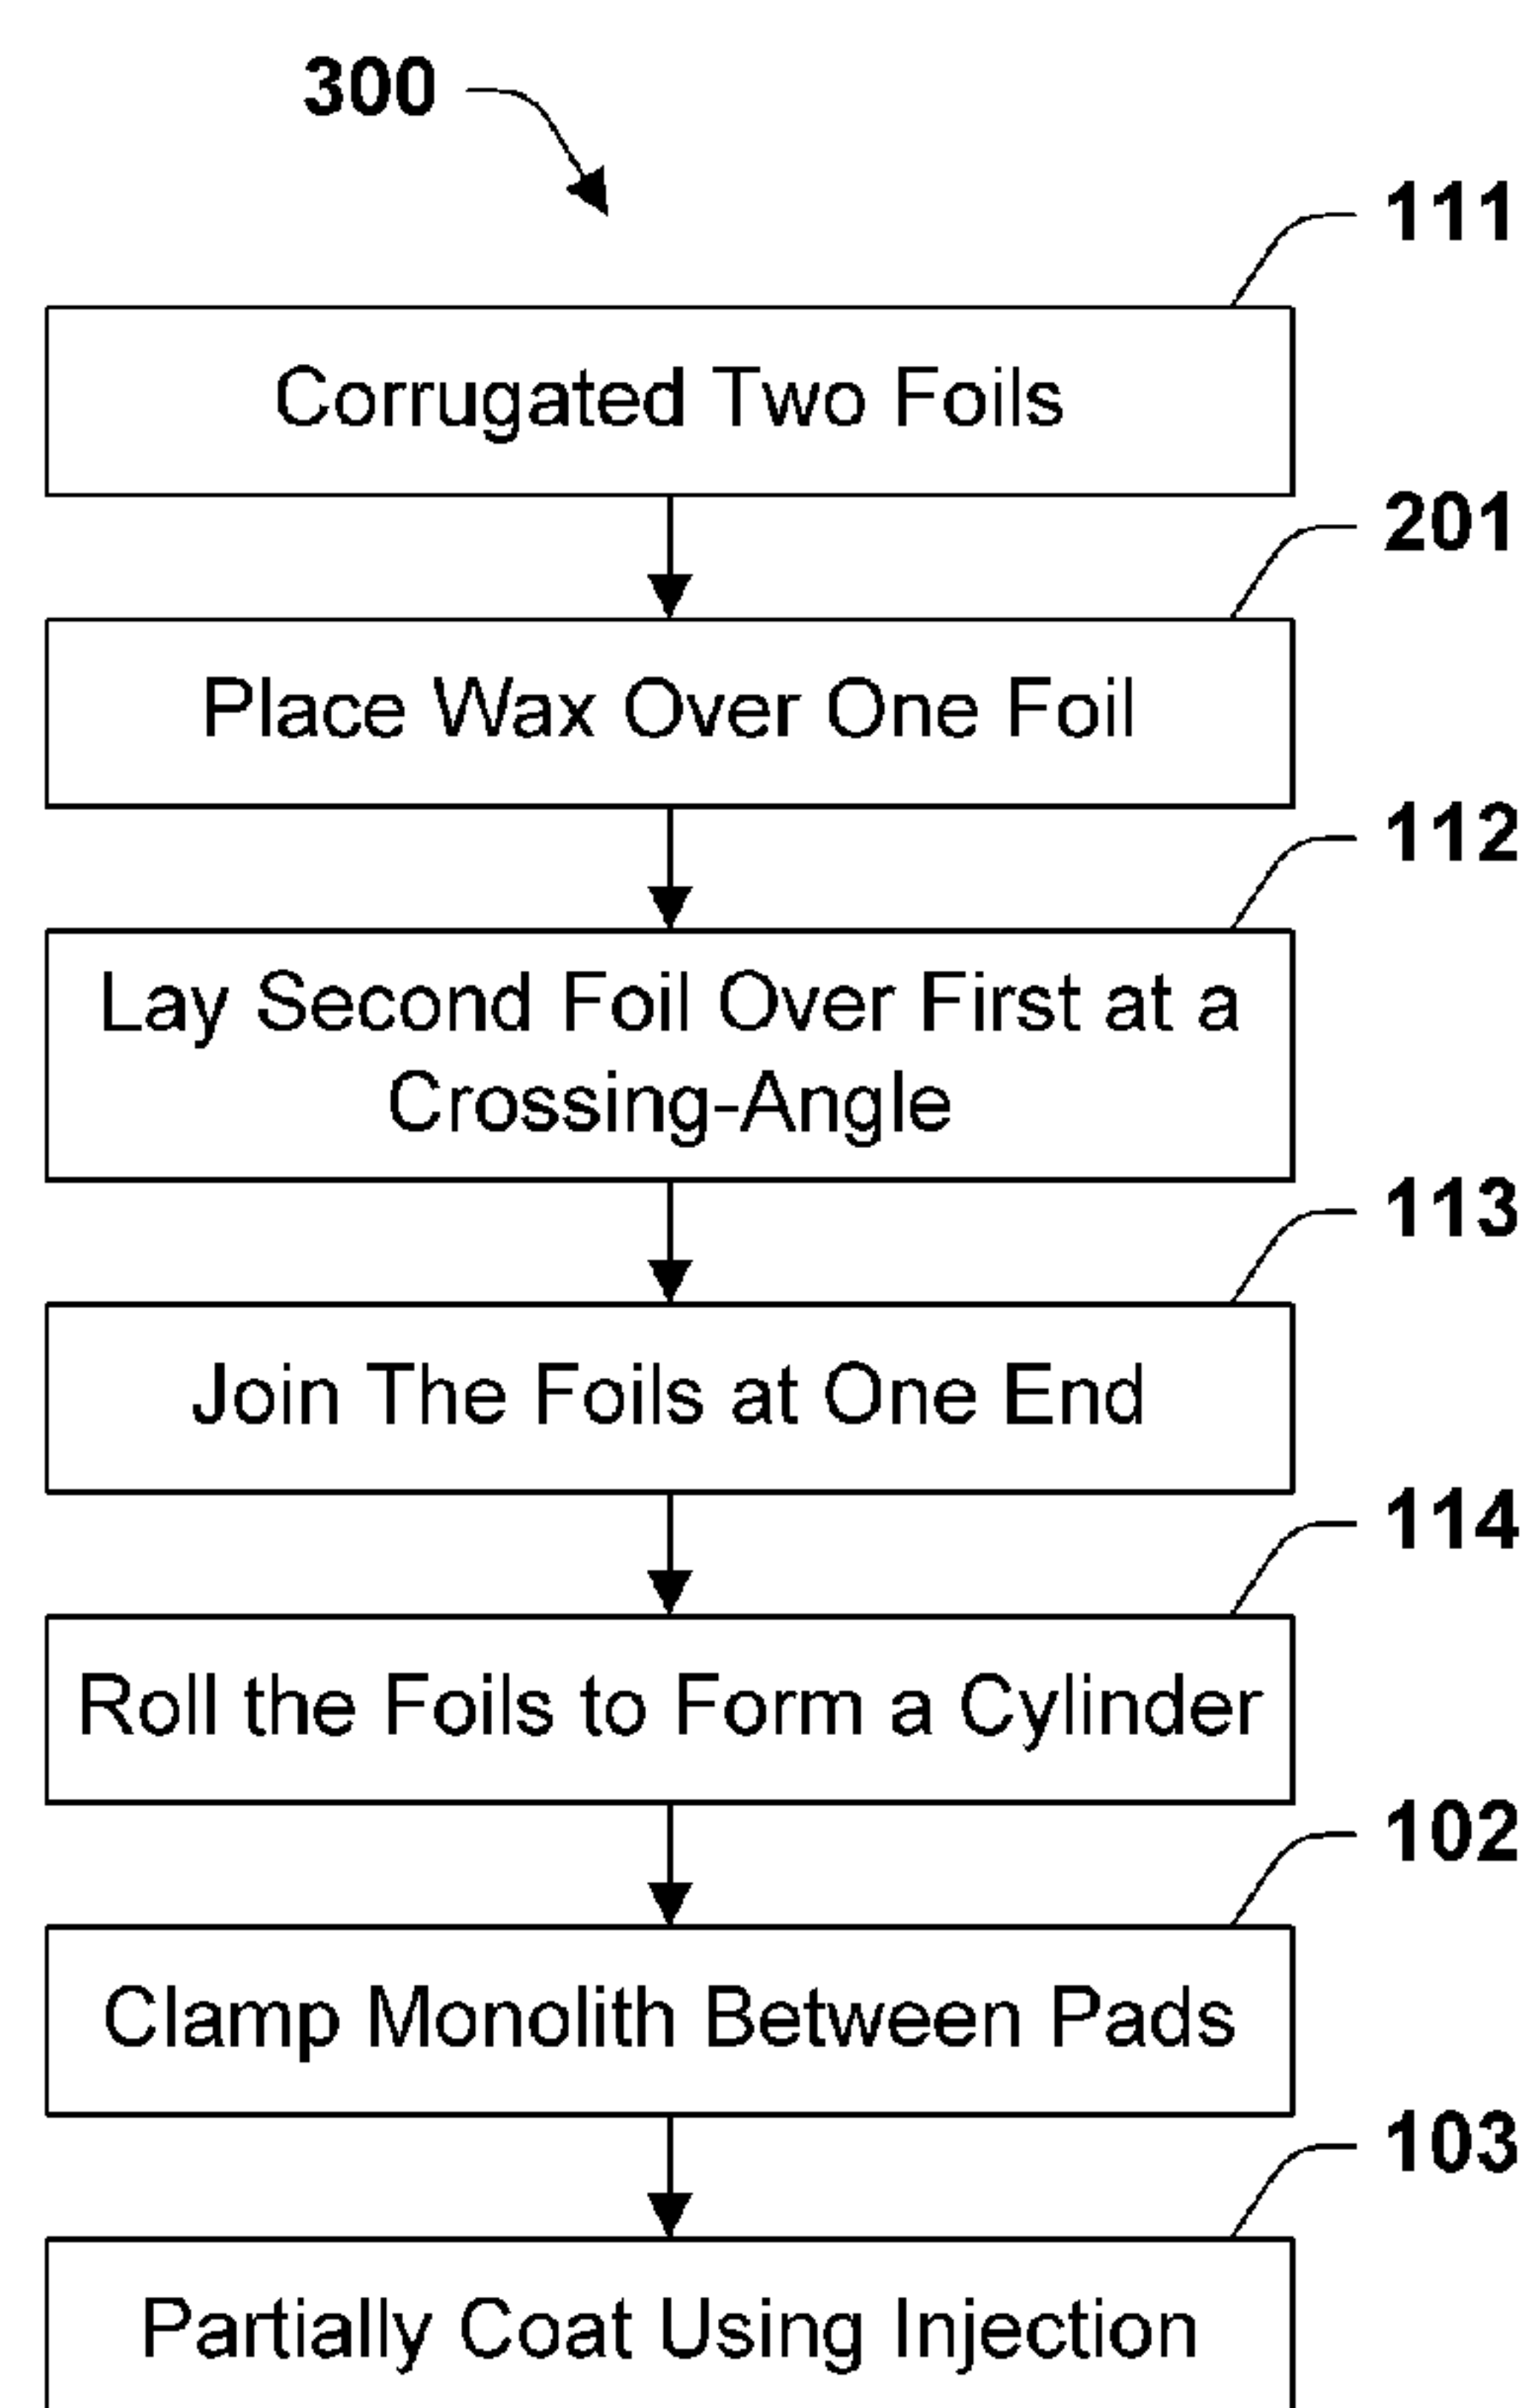 300
111
Corrugated Two Foils
201
Place Wax Over One Foil
112
Lay Second Foil Over First at a
Crossing-Angle
113
Join The Foils at One End
114
Roll the Foils to Form a Cylinder
102
Clamp Monolith Between Pads
103
Partially Coat Using Injection